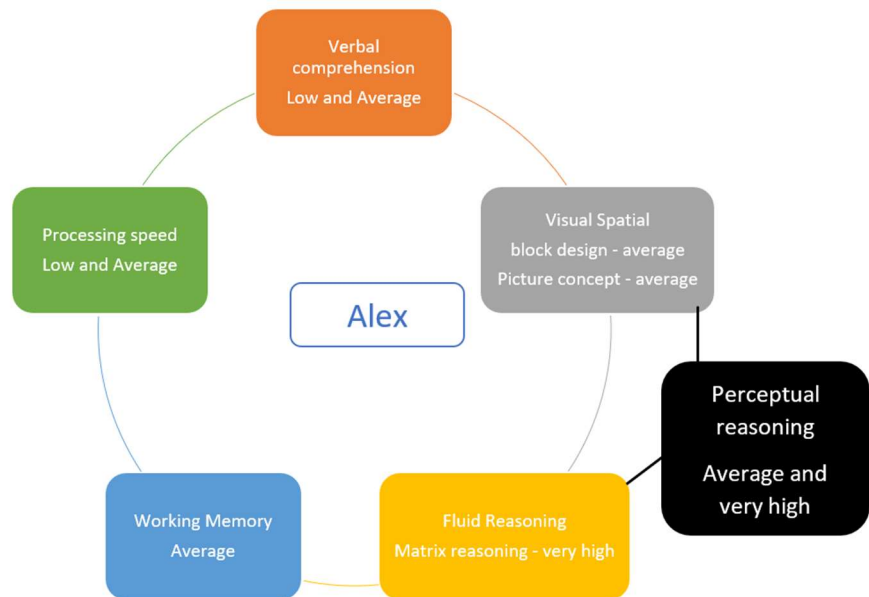 Verbal
comprehension
Low and Average
Processing speed
Low and Average
Visual Spatial
block design - average
Picture concept - average
Alex
Perceptual
reasoning
Average and
very high
Working Memory
Average
Fluid Reasoning
Matrix reasoning - very high